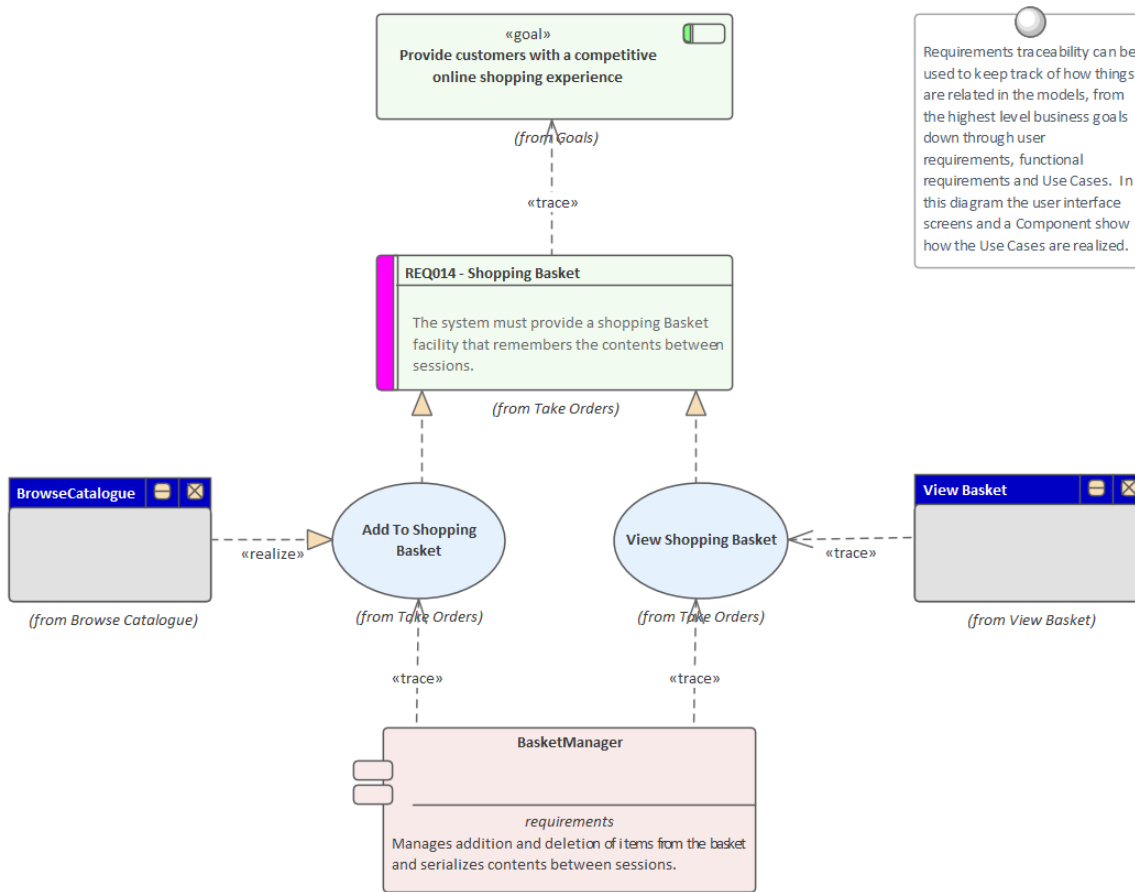 «goal»
Provide customers with a competitive
online shopping experience
(from Goals)
Requirements traceability can be
used to keep track of how things
are related in the models, from
the highest level business goals
down through user
requirements, functional
requirements and Use Cases.  In
this diagram the user interface
screens and a Component show
how the Use Cases are realized.
«trace»
REQ014 - Shopping Basket
The system must provide a shopping Basket
facility that remembers the contents between
sessions.
(from Take Orders)
BrowseCatalogue
(from Browse Catalogue)
«realize»
Add To Shopping
Basket
(from Take Orders)
View Shopping Basket
(from Take Orders)
«trace»
View Basket
(from View Basket)
«trace»
«trace»
BasketManager
requirements
Manages addition and deletion of items from the basket
and serializes contents between sessions.